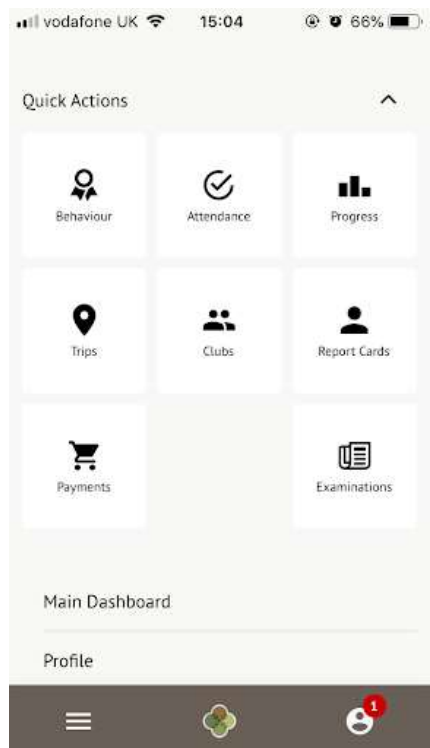 vodafone UK 15:04 66%
Quick Actions
Behaviour Attendance Progress
Trips Clubs Report Cards
Payments Examinations
Main Dashboard
Profile
1